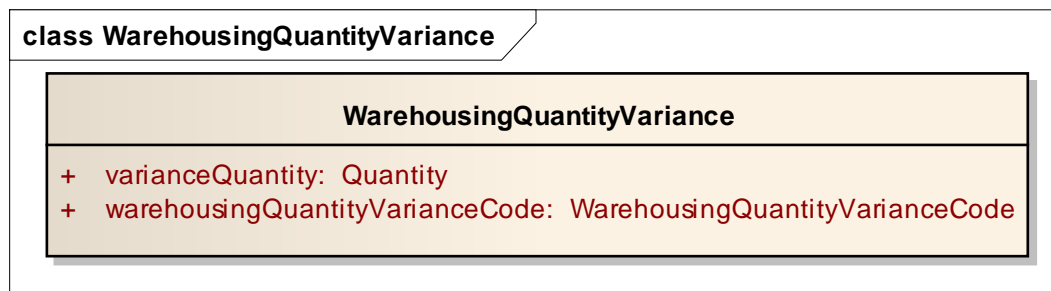 class WarehousingQuantityVariance
WarehousingQuantityVariance
+ varianceQuantity: Quantity
+ warehousingQuantityVarianceCode: WarehousingQuantityVarianceCode